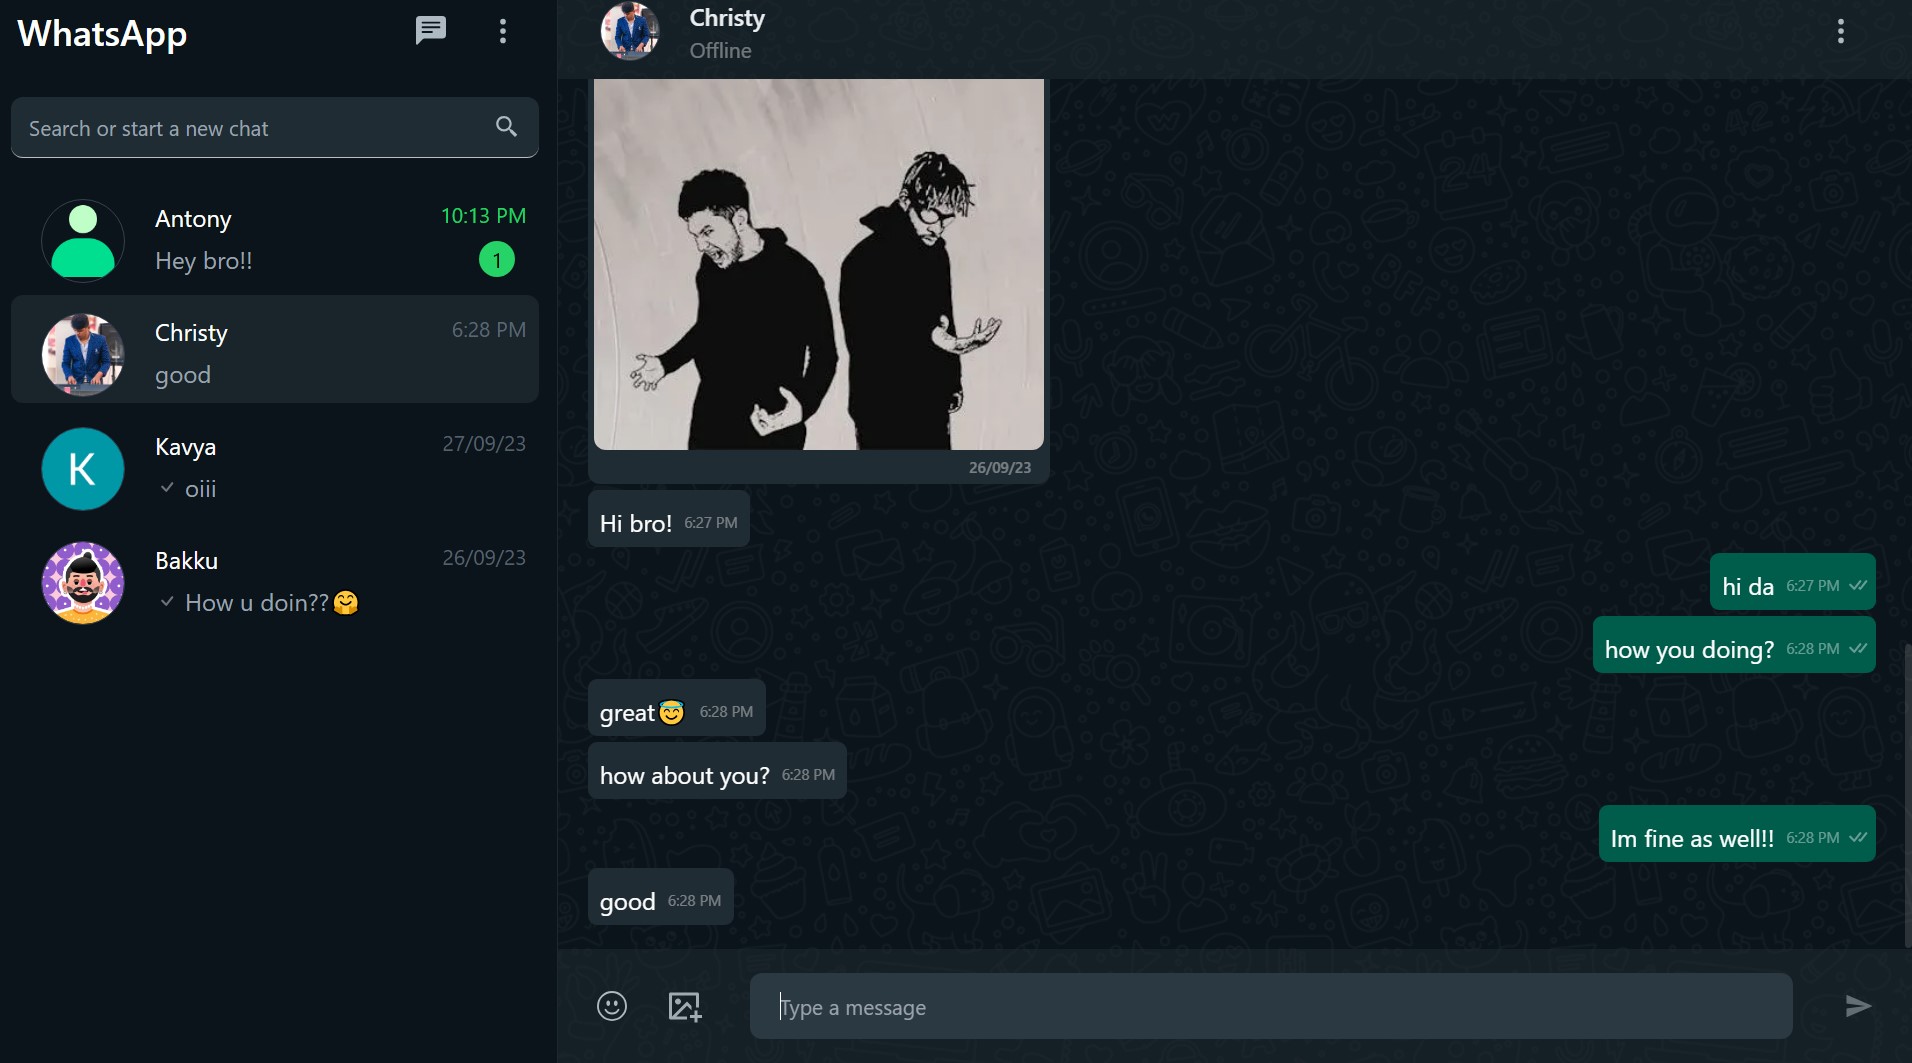 WhatsApp
Search or start a new chat
Antony
10:13 PM
Hey bro!!
1
Christy
6:28 PM
good
K
Kavya
27/09/23
oiii
Bakku
26/09/23
How u doin??🤗
Christy
Offline
26/09/23
Hi bro! 6:27 PM
hi da 6:27 PM
how you doing? 6:28 PM
great😇 6:28 PM
how about you? 6:28 PM
Im fine as well!! 6:28 PM
good 6:28 PM
Type a message